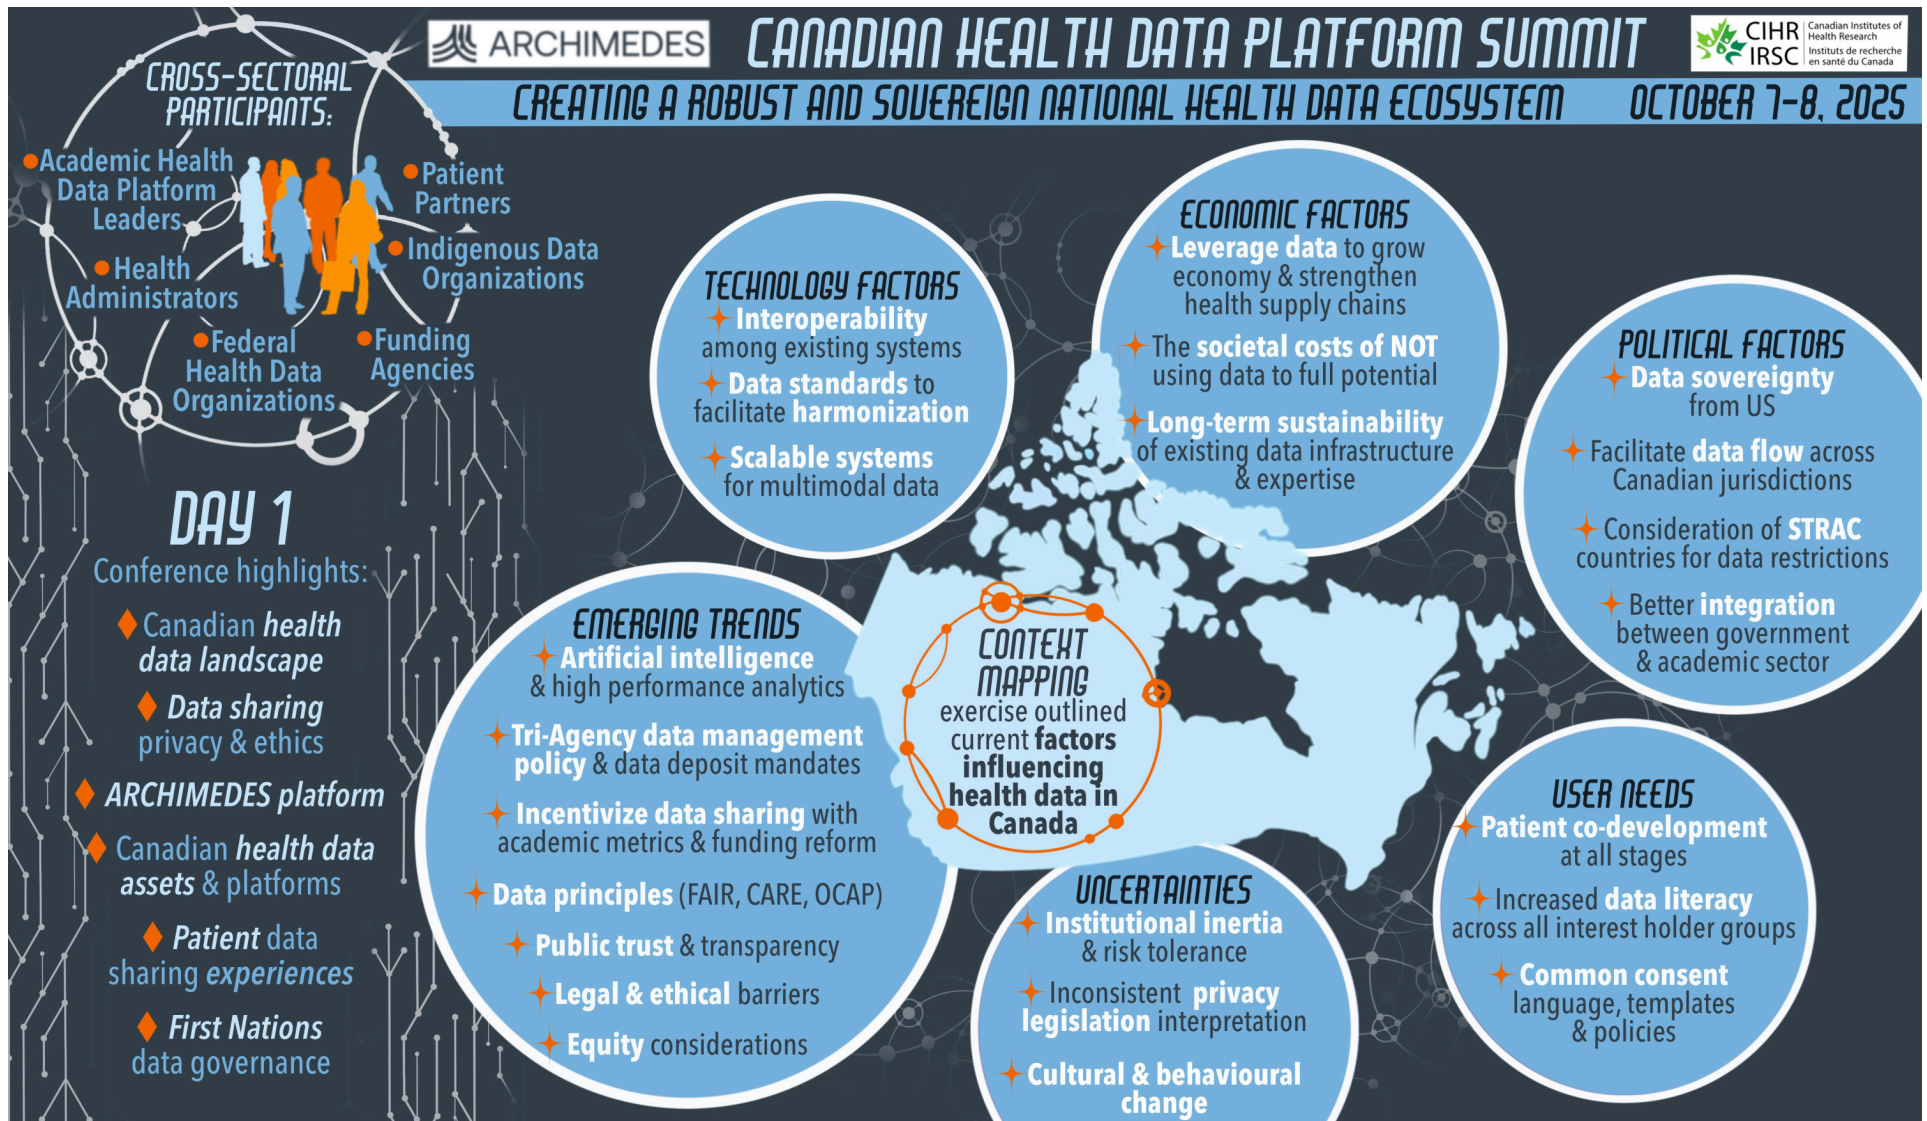 ARCHIMEDES
CANADIAN HEALTH DATA PLATFORM SUMMIT
CIHR
IRSC
Canadian Institutes of
Health Research
Instituts de recherche
en santé du Canada
CREATING A ROBUST AND SOVEREIGN NATIONAL HEALTH DATA ECOSYSTEM
OCTOBER 7-8, 2025
CROSS-SECTORAL
PARTICIPANTS:
Academic Health
Data Platform
Leaders
Health
Administrators
Federal
Health Data
Organizations
Patient
Partners
Indigenous Data
Organizations
Funding
Agencies
DAY 1
Conference highlights:
Canadian health
data landscape
Data sharing
privacy & ethics
ARCHIMEDES platform
Canadian health data
assets & platforms
Patient data
sharing experiences
First Nations
data governance
TECHNOLOGY FACTORS
Interoperability
among existing systems
Data standards to
facilitate harmonization
Scalable systems
for multimodal data
ECONOMIC FACTORS
Leverage data to grow
economy & strengthen
health supply chains
The societal costs of NOT
using data to full potential
Long-term sustainability
of existing data infrastructure
& expertise
POLITICAL FACTORS
Data sovereignty
from US
Facilitate data flow across
Canadian jurisdictions
Consideration of STRAC
countries for data restrictions
Better integration
between government
& academic sector
EMERGING TRENDS
Artificial intelligence
& high performance analytics
Tri-Agency data management
policy & data deposit mandates
Incentivize data sharing with
academic metrics & funding reform
Data principles (FAIR, CARE, OCAP)
Public trust & transparency
Legal & ethical barriers
Equity considerations
CONTEXT
MAPPING
exercise outlined
current factors
influencing
health data in
Canada
UNCERTAINTIES
Institutional inertia
& risk tolerance
Inconsistent privacy
legislation interpretation
Cultural & behavioural
change
USER NEEDS
Patient co-development
at all stages
Increased data literacy
across all interest holder groups
Common consent
language, templates
& policies